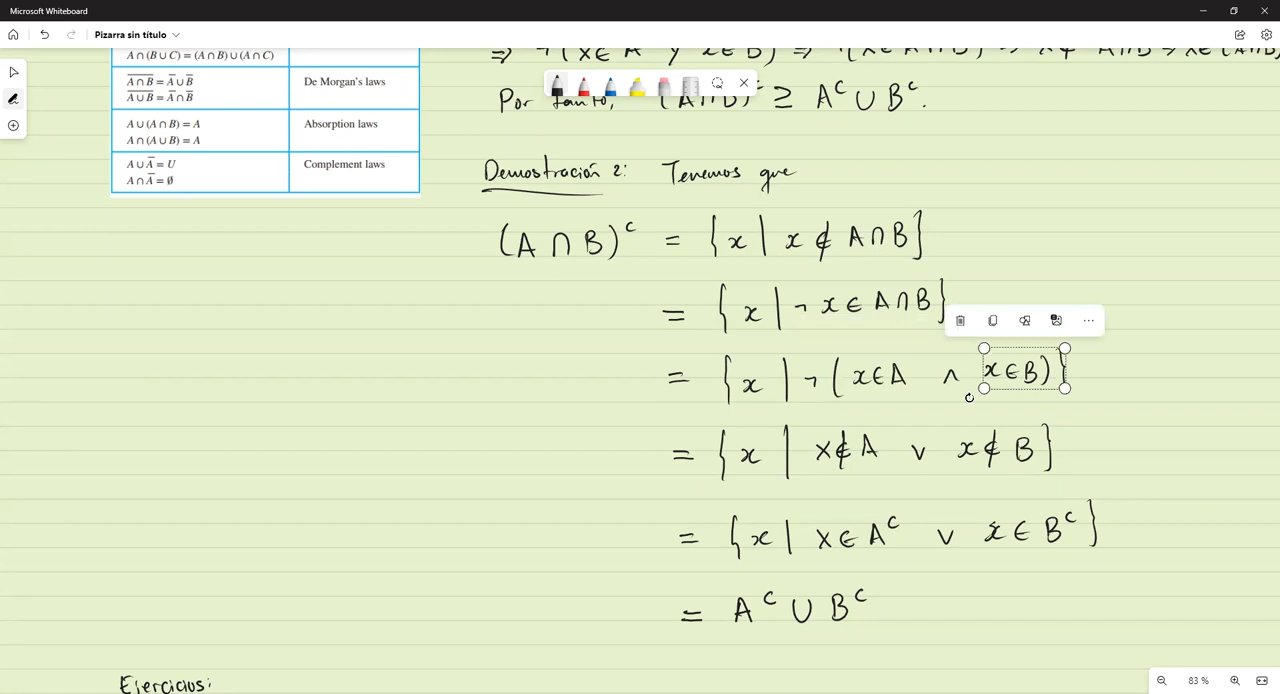 Microsoft Whiteboard
Pizarra sin título
A ∩ (B ∪ C) = (A ∩ B) ∪ (A ∩ C)
A̅ ̅∩̅ ̅B̅ = A̅ ∪ B̅
A̅ ̅∪̅ ̅B̅ = A̅ ∩ B̅
De Morgan's laws
A ∪ (A ∩ B) = A
A ∩ (A ∪ B) = A
Absorption laws
A ∪ A̅ = U
A ∩ A̅ = ∅
Complement laws
Por tanto, (A∩B)ᶜ ⊇ Aᶜ ∪ Bᶜ.
Demostración 2: Tenemos que
(A ∩ B)ᶜ = {x | x ∉ A∩B}
= {x | ¬ x ∈ A∩B}
= {x | ¬ (x∈A ∧ x∈B)}
= {x | x∉A ∨ x∉B}
= {x | x∈Aᶜ ∨ x∈Bᶜ}
= Aᶜ ∪ Bᶜ
Ejercicios:
83 %